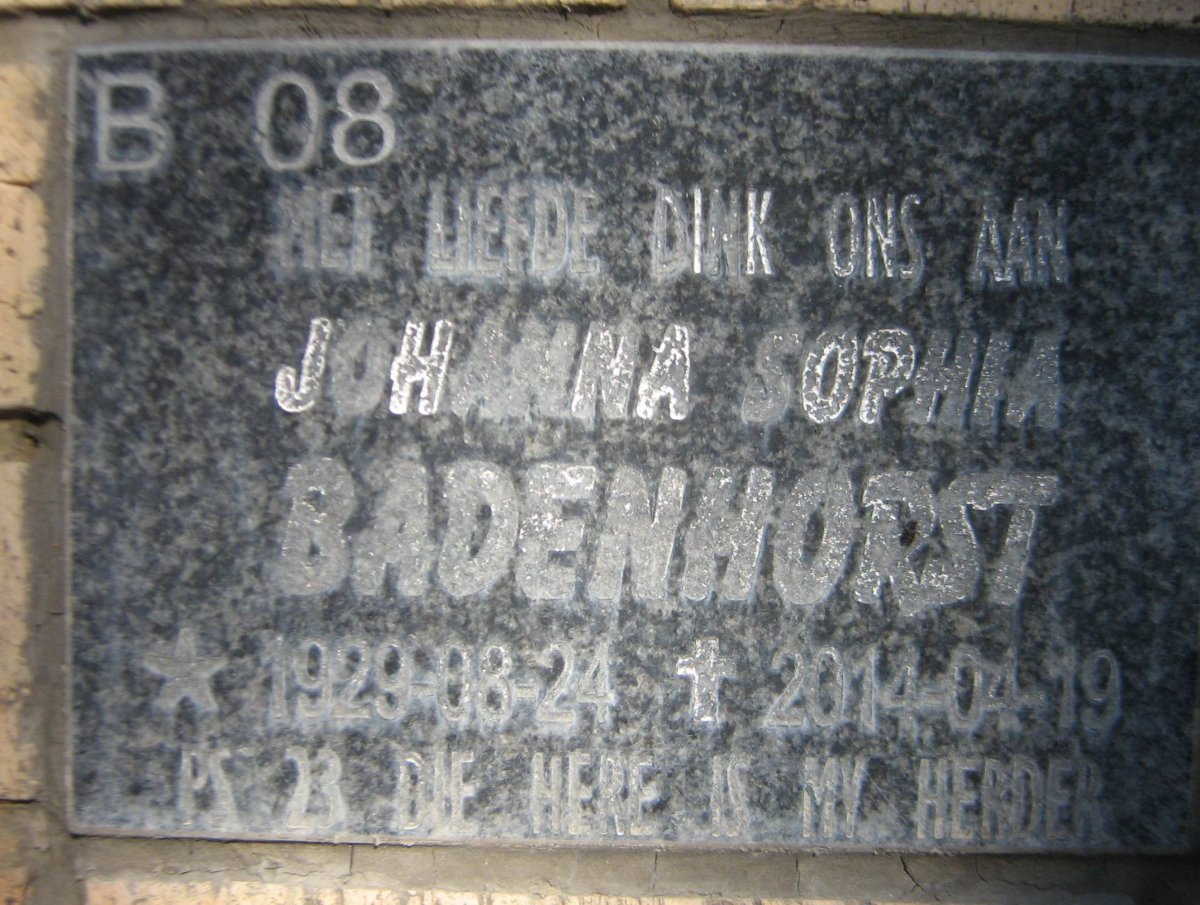 B 08
MET LIEFDE DINK ONS AAN
JOHANNA SOPHIA
BADENHORST
1929-08-24 2014-04-19
PS 23 DIE HERE IS MY HERDER